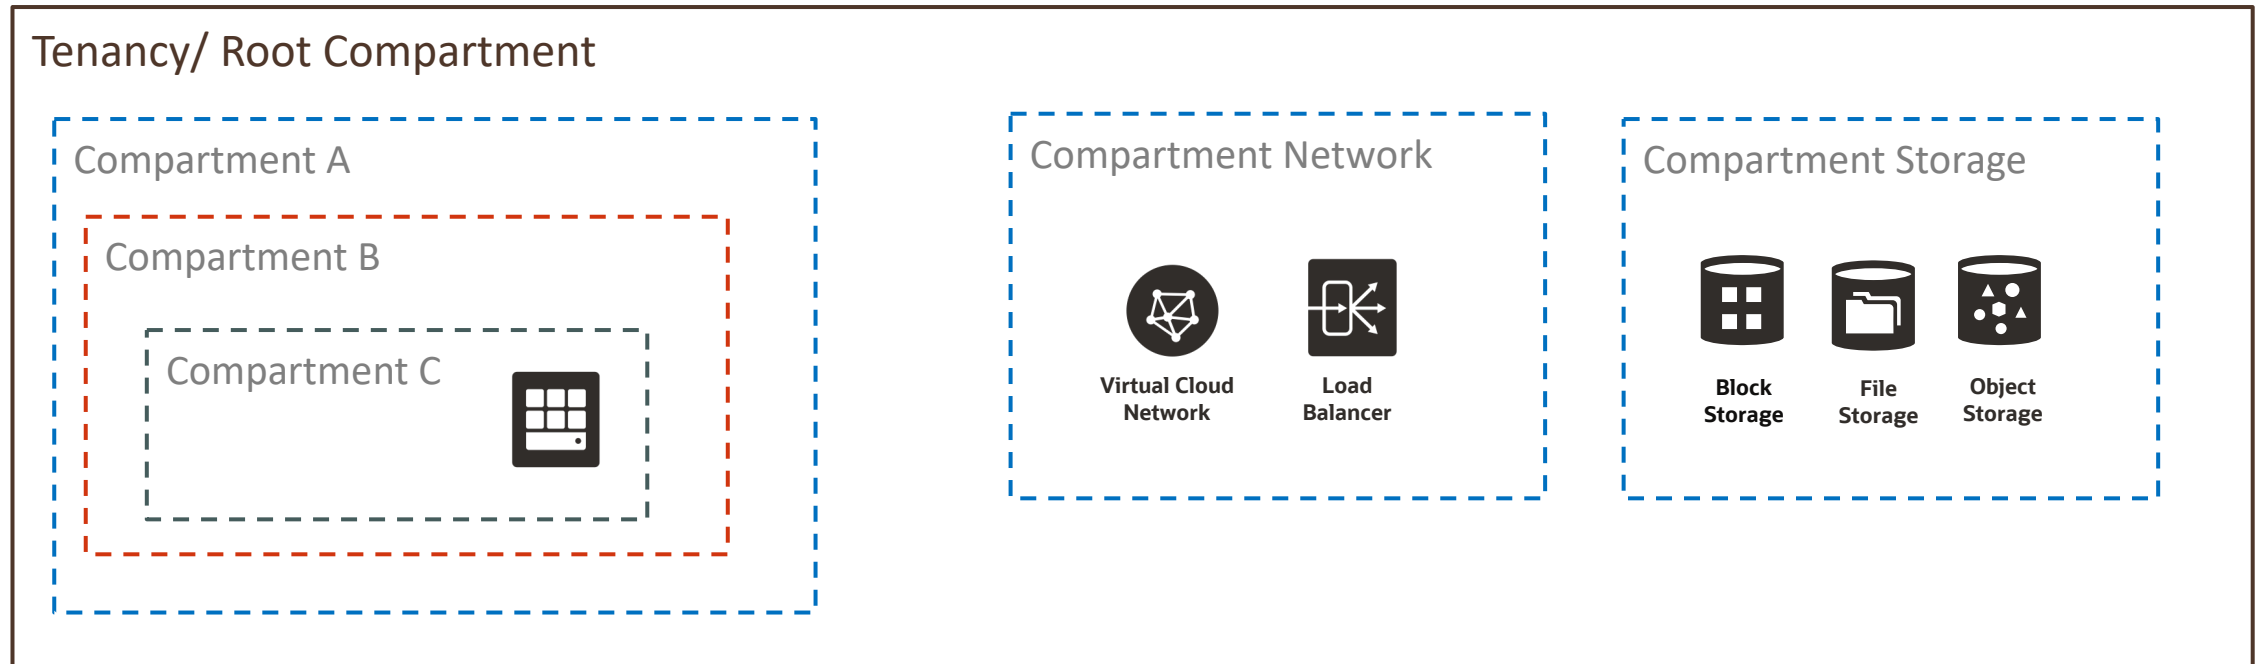 Tenancy/ Root Compartment
Compartment A
Compartment B
Compartment C
Compartment Network
Virtual Cloud
Network
Load
Balancer
Compartment Storage
Block
Storage
File
Storage
Object
Storage